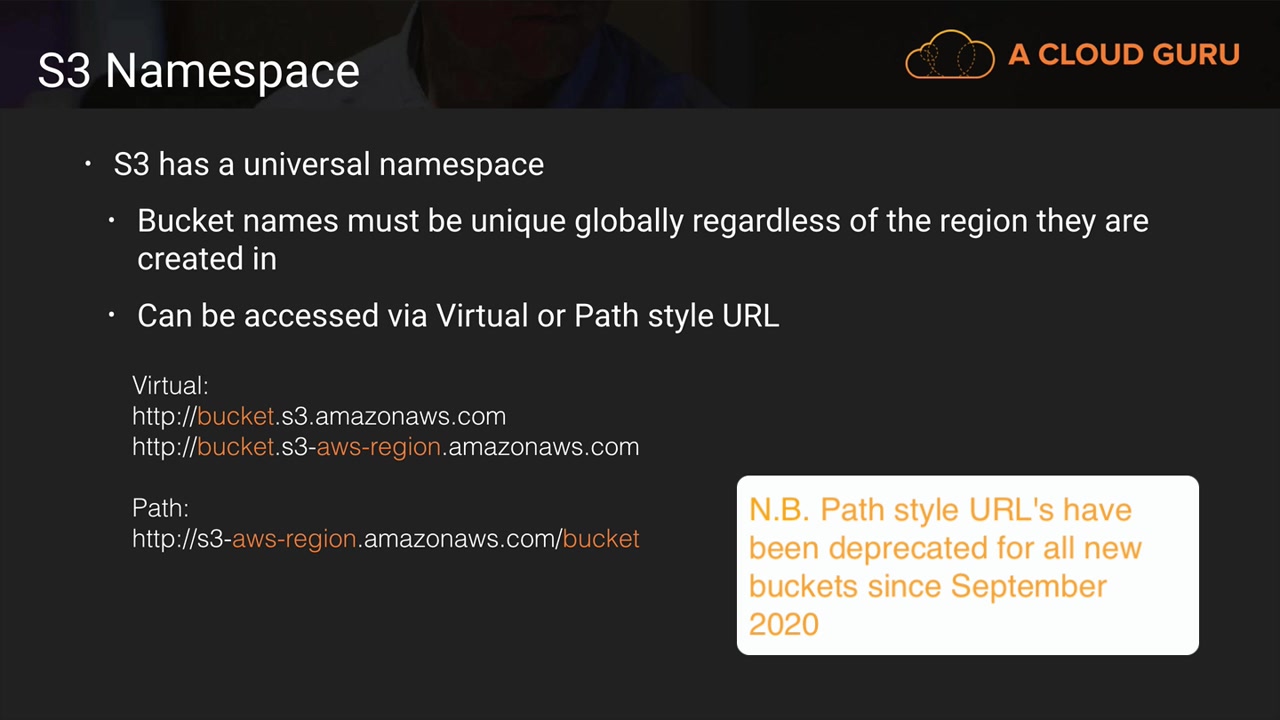 S3 Namespace
A CLOUD GURU
· S3 has a universal namespace
· Bucket names must be unique globally regardless of the region they are
created in
· Can be accessed via Virtual or Path style URL
Virtual:
http://bucket.s3.amazonaws.com
http://bucket.s3-aws-region.amazonaws.com
Path:
http://s3-aws-region.amazonaws.com/bucket
N.B. Path style URL's have
been deprecated for all new
buckets since September
2020